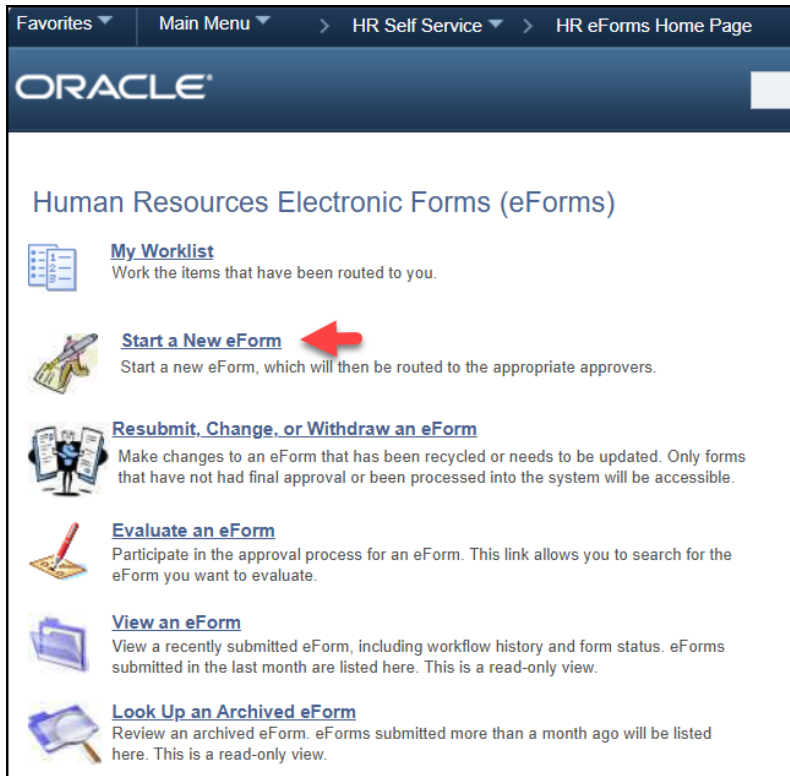 Favorites Main Menu > HR Self Service > HR eForms Home Page
ORACLE
Human Resources Electronic Forms (eForms)
My Worklist
Work the items that have been routed to you.
Start a New eForm
Start a new eForm, which will then be routed to the appropriate approvers.
Resubmit, Change, or Withdraw an eForm
Make changes to an eForm that has been recycled or needs to be updated. Only forms
that have not had final approval or been processed into the system will be accessible.
Evaluate an eForm
Participate in the approval process for an eForm. This link allows you to search for the
eForm you want to evaluate.
View an eForm
View a recently submitted eForm, including workflow history and form status. eForms
submitted in the last month are listed here. This is a read-only view.
Look Up an Archived eForm
Review an archived eForm. eForms submitted more than a month ago will be listed
here. This is a read-only view.